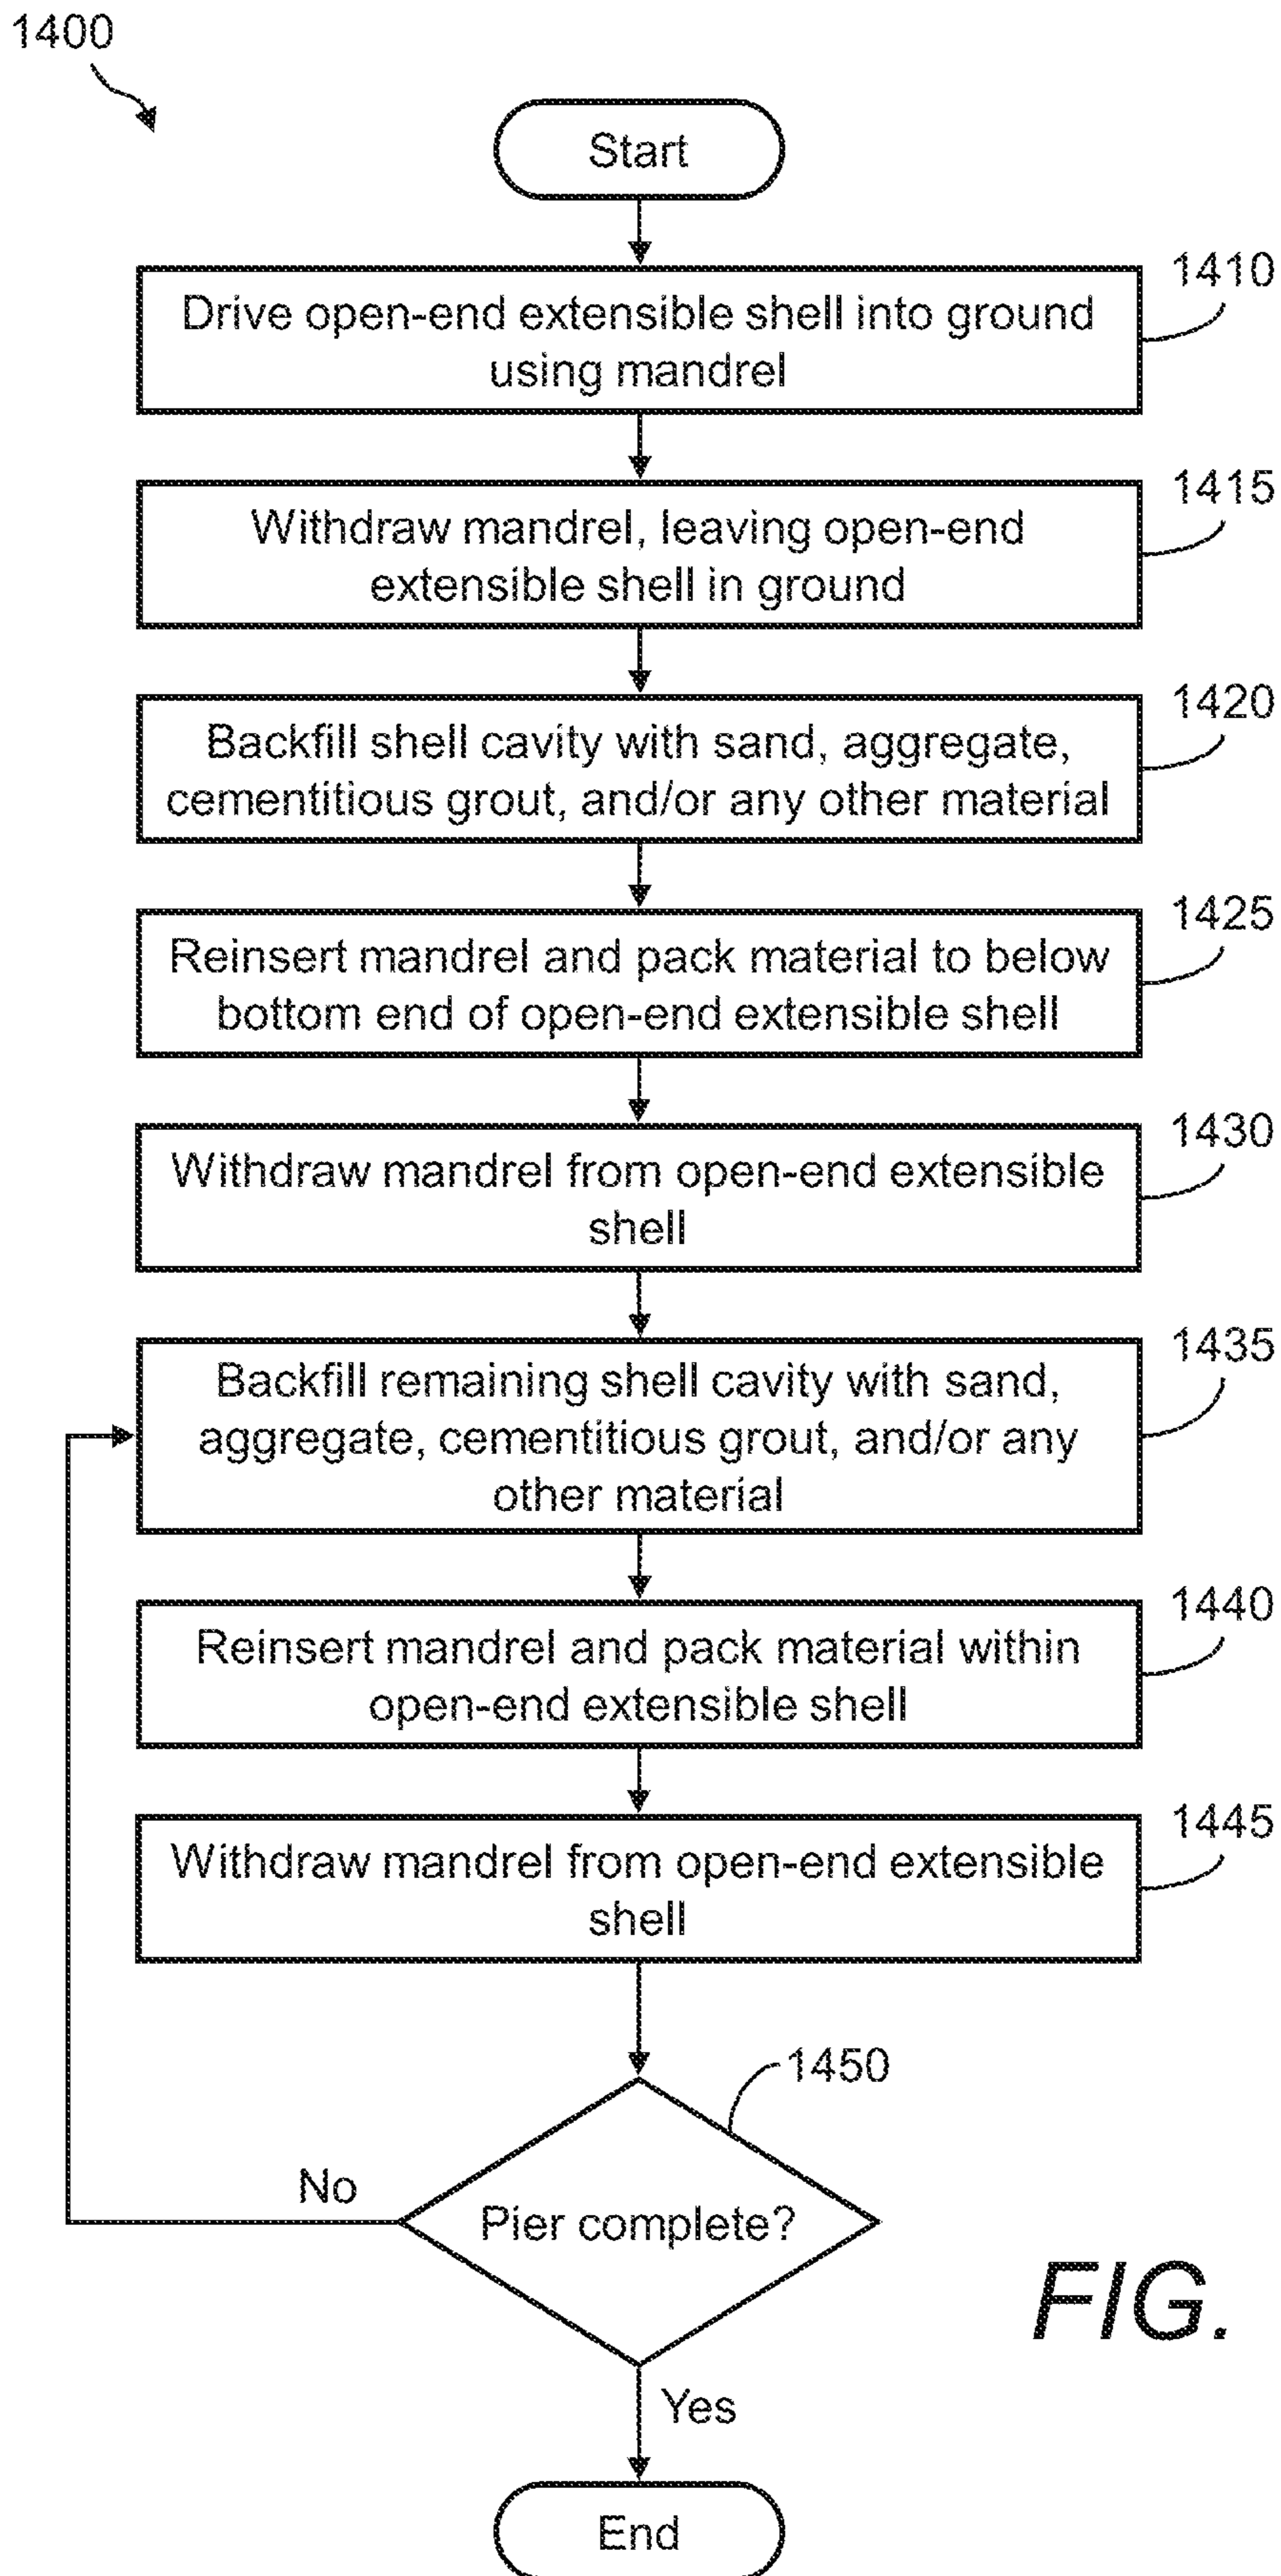 1400
Start
1410
Drive open-end extensible shell into ground
using mandrel
1415
Withdraw mandrel, leaving open-end
extensible shell in ground
1420
Backfill shell cavity with sand, aggregate,
cementitious grout, and/or any other material
1425
Reinsert mandrel and pack material to below
bottom end of open-end extensible shell
1430
Withdraw mandrel from open-end extensible
shell
1435
Backfill remaining shell cavity with sand,
aggregate, cementitious grout, and/or any
other material
1440
Reinsert mandrel and pack material within
open-end extensible shell
1445
Withdraw mandrel from open-end extensible
shell
1450
No
Pier complete?
FIG.
Yes
End